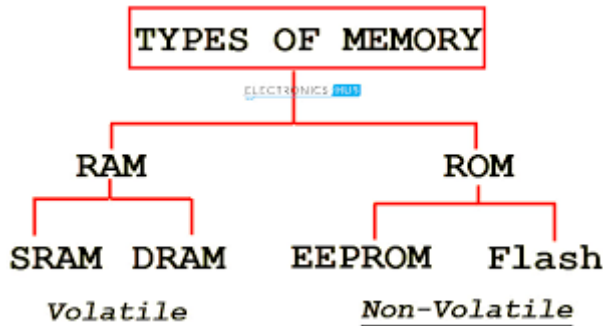 TYPES OF MEMORY
ELECTRONICS HUB
RAM ROM
SRAM DRAM EEPROM Flash
Volatile Non-Volatile